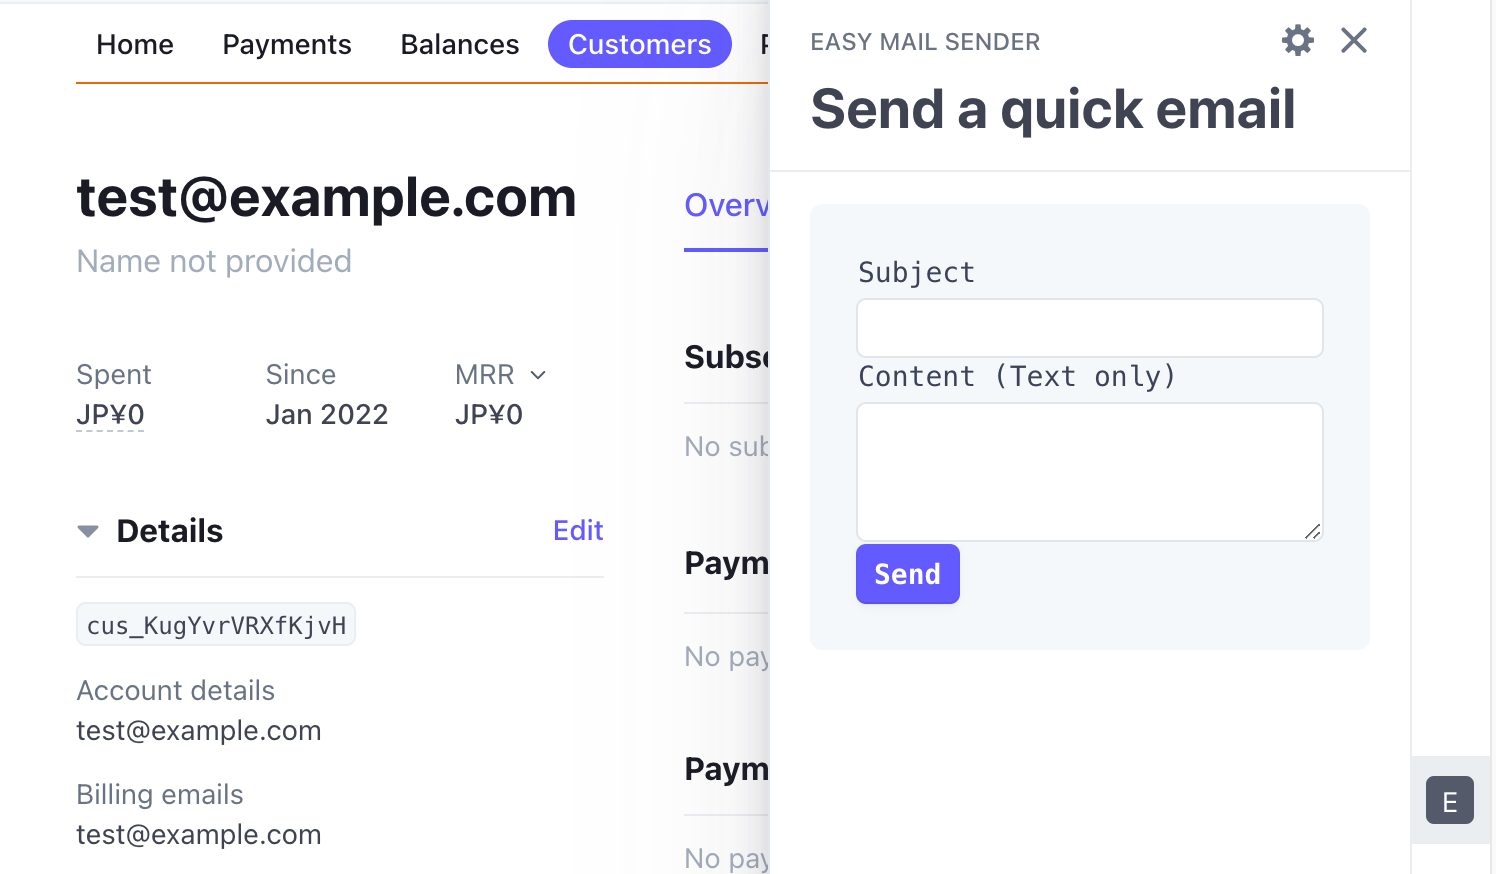 Home Payments Balances Customers
EASY MAIL SENDER
Send a quick email
test@example.com
Name not provided
Spent Since MRR
JP¥0 Jan 2022 JP¥0
Details Edit
cus_KugYvrVRXfKjvH
Account details
test@example.com
Billing emails
test@example.com
Overv
Subsc
No sub
Paym
No pay
Paym
No pay
Subject
Content (Text only)
Send
E